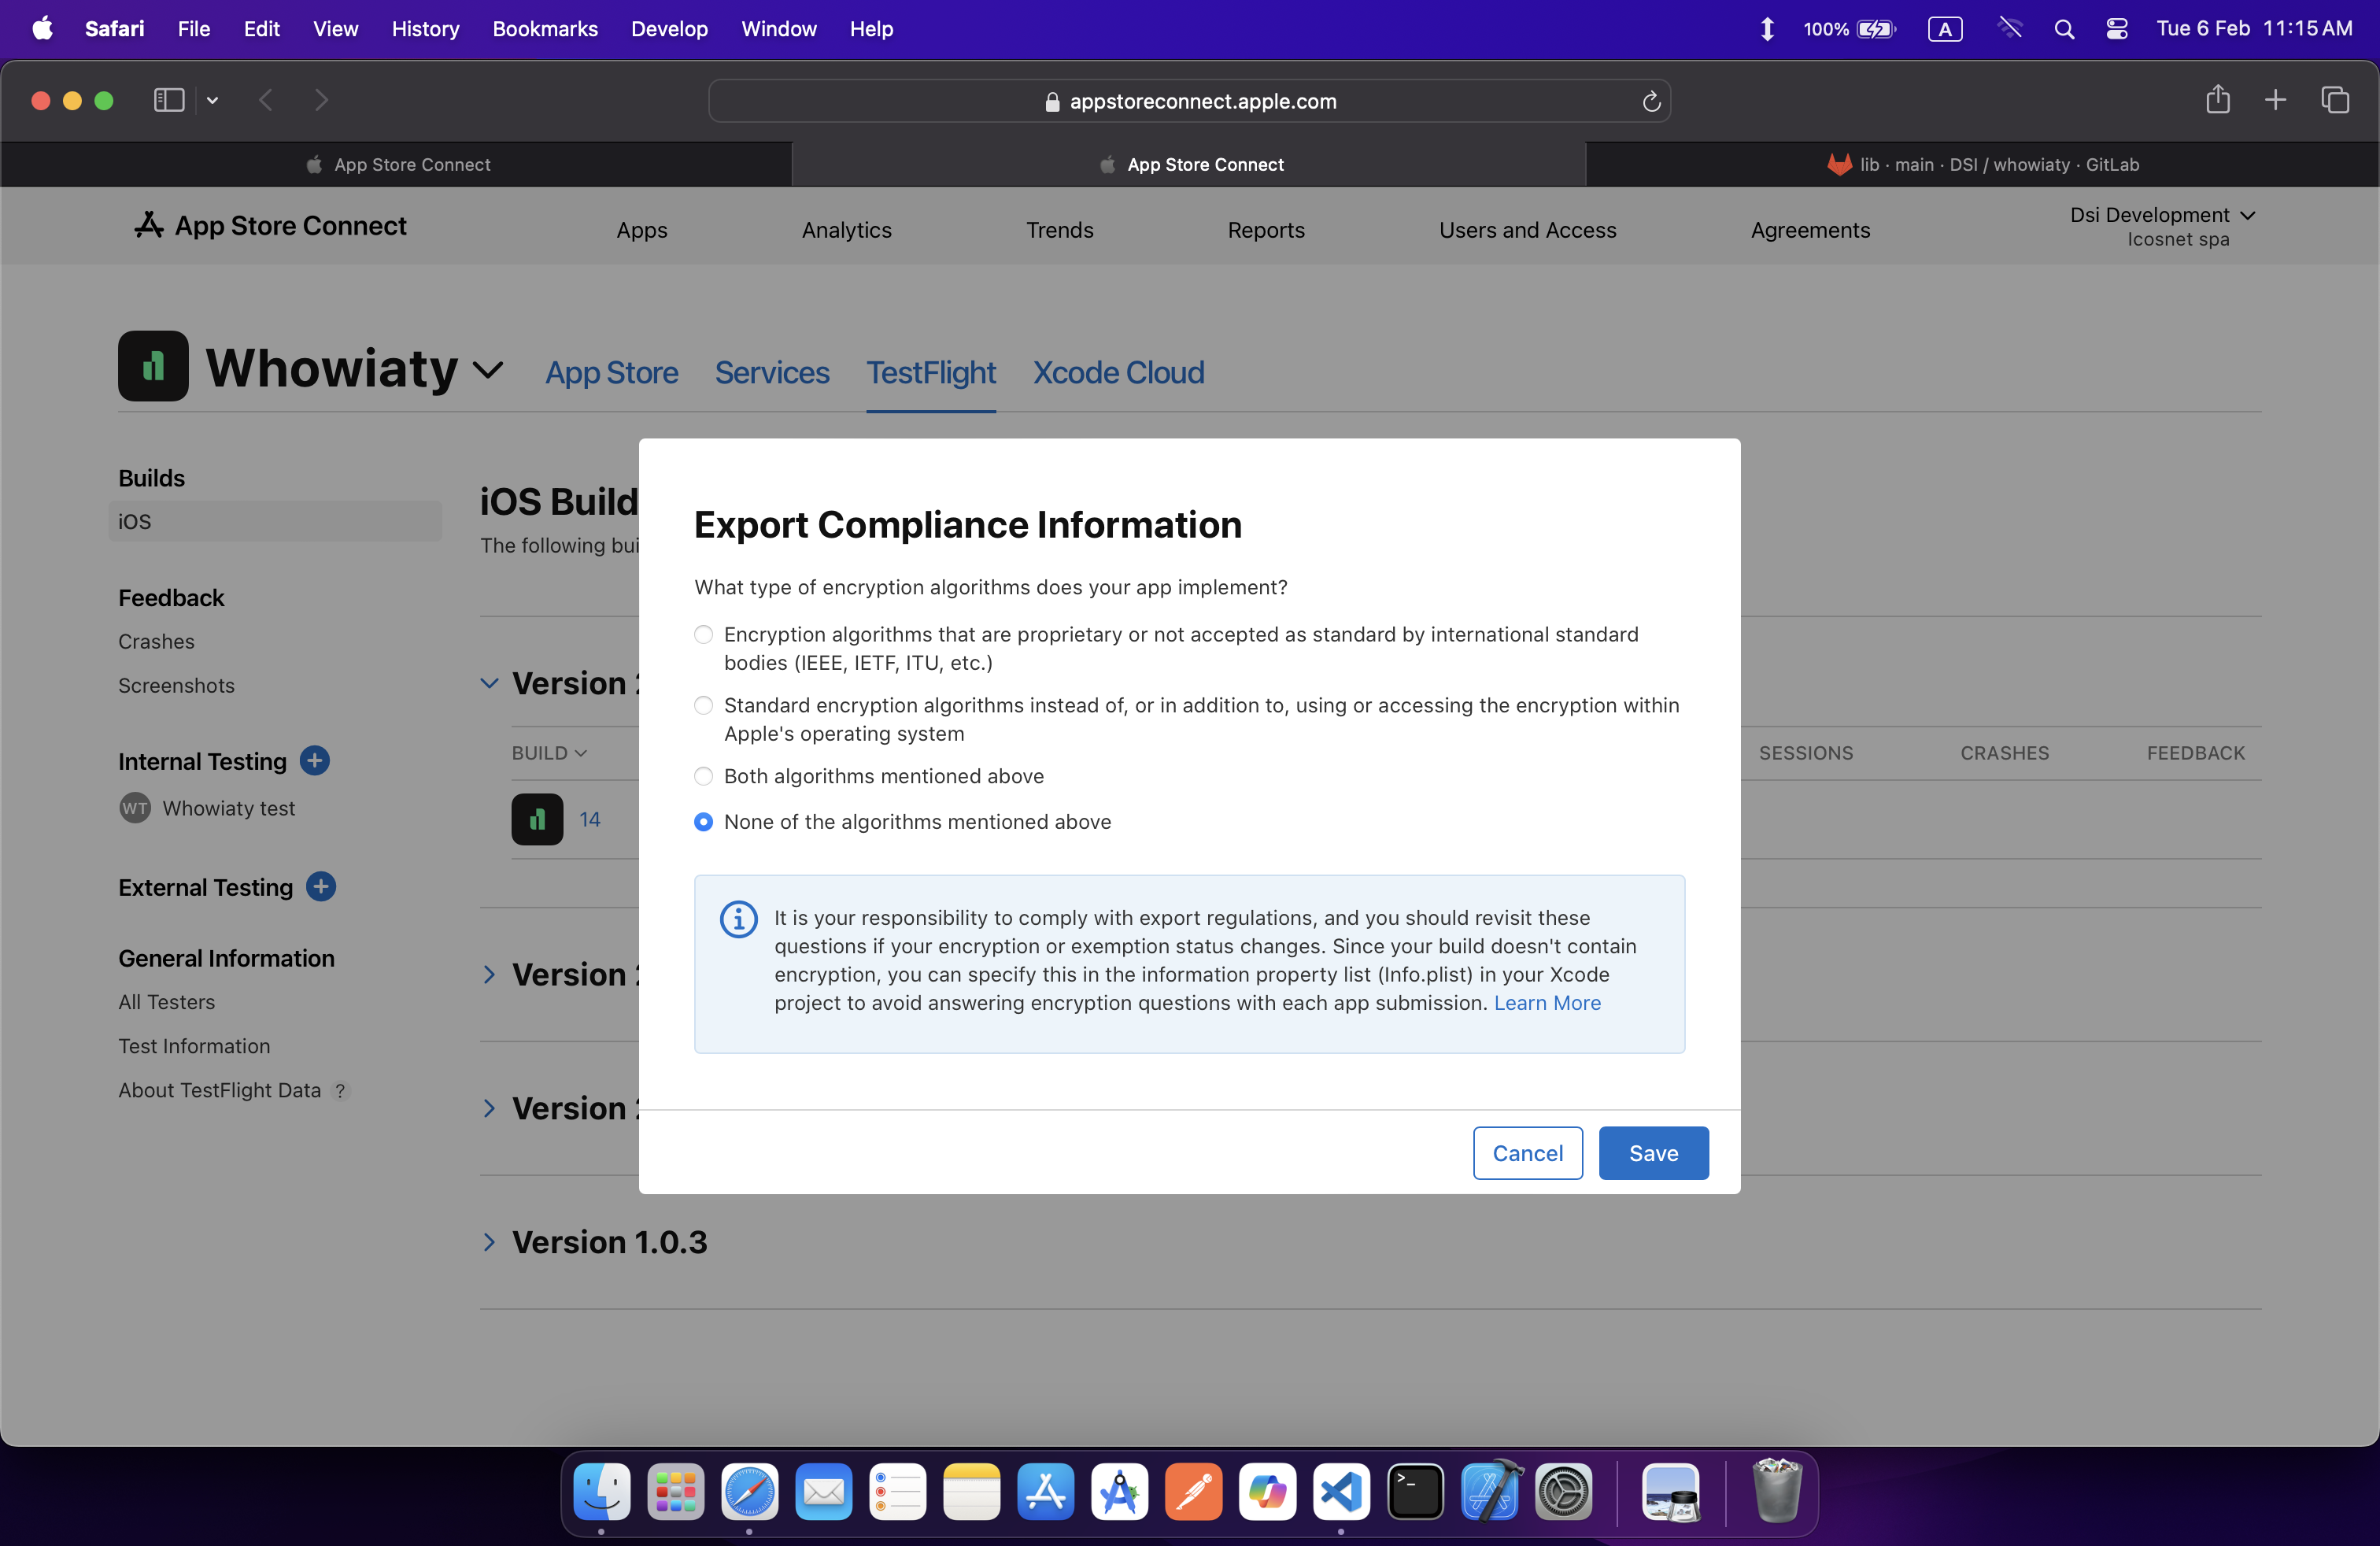 Safari File Edit View History Bookmarks Develop Window Help 100% A Tue 6 Feb 11:15 AM
appstoreconnect.apple.com
App Store Connect
App Store Connect
lib · main · DSI / whowiaty · GitLab
App Store Connect
Apps
Analytics
Trends
Reports
Users and Access
Agreements
Dsi Development
Icosnet spa
Whowiaty
App Store
Services
TestFlight
Xcode Cloud
Builds
iOS
Feedback
Crashes
Screenshots
Internal Testing
WT Whowiaty test
External Testing
General Information
All Testers
Test Information
About TestFlight Data ?
iOS Build
The following bui
Version
BUILD
SESSIONS
CRASHES
FEEDBACK
14
Version
Version
Version 1.0.3
Export Compliance Information
What type of encryption algorithms does your app implement?
Encryption algorithms that are proprietary or not accepted as standard by international standard
bodies (IEEE, IETF, ITU, etc.)
Standard encryption algorithms instead of, or in addition to, using or accessing the encryption within
Apple's operating system
Both algorithms mentioned above
None of the algorithms mentioned above
It is your responsibility to comply with export regulations, and you should revisit these
questions if your encryption or exemption status changes. Since your build doesn't contain
encryption, you can specify this in the information property list (Info.plist) in your Xcode
project to avoid answering encryption questions with each app submission. Learn More
Cancel
Save